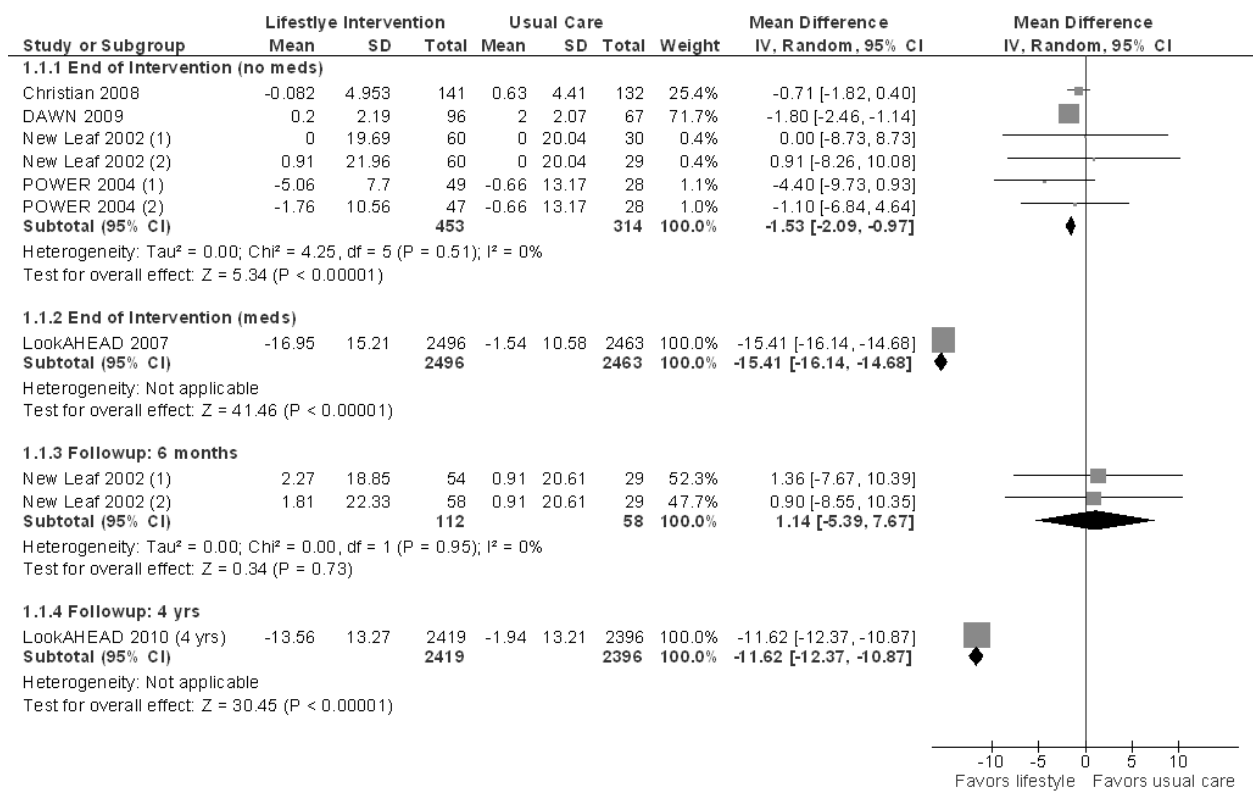 Lifestlye Intervention Usual Care Mean Difference Mean Difference
Study or Subgroup Mean SD Total Mean SD Total Weight IV, Random, 95% CI IV, Random, 95% CI
1.1.1 End of Intervention (no meds)
Christian 2008 -0.082 4.953 141 0.63 4.41 132 25.4% -0.71 [-1.82, 0.40]
DAWN 2009 0.2 2.19 96 2 2.07 67 71.7% -1.80 [-2.46, -1.14]
New Leaf 2002 (1) 0 19.69 60 0 20.04 30 0.4% 0.00 [-8.73, 8.73]
New Leaf 2002 (2) 0.91 21.96 60 0 20.04 29 0.4% 0.91 [-8.26, 10.08]
POWER 2004 (1) -5.06 7.7 49 -0.66 13.17 28 1.1% -4.40 [-9.73, 0.93]
POWER 2004 (2) -1.76 10.56 47 -0.66 13.17 28 1.0% -1.10 [-6.84, 4.64]
Subtotal (95% CI) 453 314 100.0% -1.53 [-2.09, -0.97]
Heterogeneity: Tau² = 0.00; Chi² = 4.25, df = 5 (P = 0.51); I² = 0%
Test for overall effect: Z = 5.34 (P < 0.00001)
1.1.2 End of Intervention (meds)
LookAHEAD 2007 -16.95 15.21 2496 -1.54 10.58 2463 100.0% -15.41 [-16.14, -14.68]
Subtotal (95% CI) 2496 2463 100.0% -15.41 [-16.14, -14.68]
Heterogeneity: Not applicable
Test for overall effect: Z = 41.46 (P < 0.00001)
1.1.3 Followup: 6 months
New Leaf 2002 (1) 2.27 18.85 54 0.91 20.61 29 52.3% 1.36 [-7.67, 10.39]
New Leaf 2002 (2) 1.81 22.33 58 0.91 20.61 29 47.7% 0.90 [-8.55, 10.35]
Subtotal (95% CI) 112 58 100.0% 1.14 [-5.39, 7.67]
Heterogeneity: Tau² = 0.00; Chi² = 0.00, df = 1 (P = 0.95); I² = 0%
Test for overall effect: Z = 0.34 (P = 0.73)
1.1.4 Followup: 4 yrs
LookAHEAD 2010 (4 yrs) -13.56 13.27 2419 -1.94 13.21 2396 100.0% -11.62 [-12.37, -10.87]
Subtotal (95% CI) 2419 2396 100.0% -11.62 [-12.37, -10.87]
Heterogeneity: Not applicable
Test for overall effect: Z = 30.45 (P < 0.00001)
-10 -5 0 5 10
Favors lifestyle Favors usual care